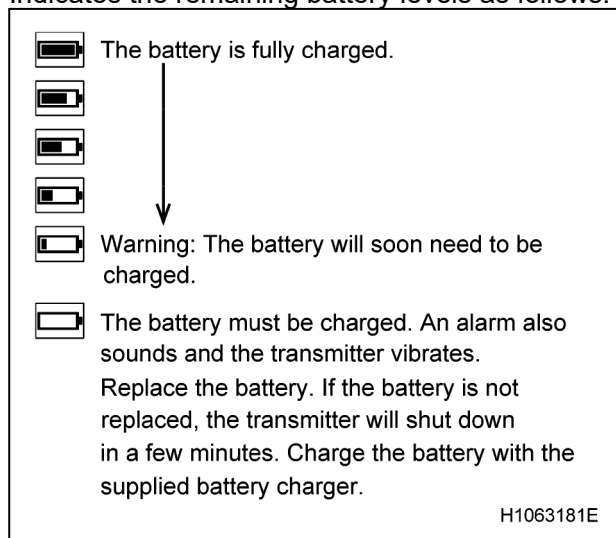 indicates the remaining battery levels as follows.
The battery is fully charged.
Warning: The battery will soon need to be
charged.
The battery must be charged. An alarm also
sounds and the transmitter vibrates.
Replace the battery. If the battery is not
replaced, the transmitter will shut down
in a few minutes. Charge the battery with the
supplied battery charger.
H1063181E